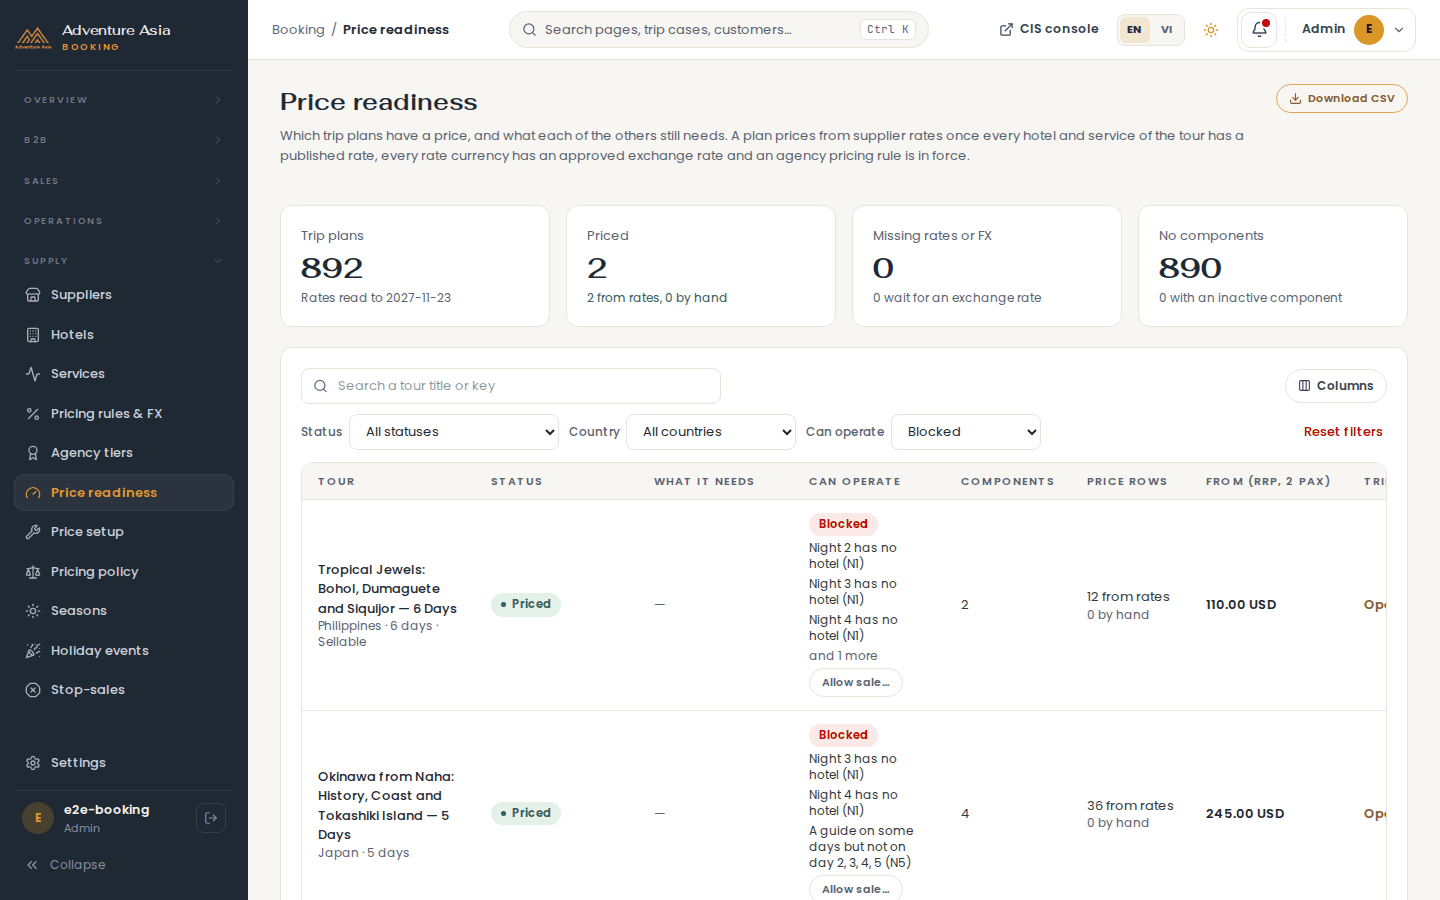 Adventure Asia
BOOKING
Adventure Asia
OVERVIEW
B2B
SALES
OPERATIONS
SUPPLY
Suppliers
Hotels
Services
Pricing rules & FX
Agency tiers
Price readiness
Price setup
Pricing policy
Seasons
Holiday events
Stop-sales
Settings
E
e2e-booking
Admin
Collapse
Booking / Price readiness
Search pages, trip cases, customers...
Ctrl K
CIS console
EN VI
Admin E
Price readiness
Download CSV
Which trip plans have a price, and what each of the others still needs. A plan prices from supplier rates once every hotel and service of the tour has a
published rate, every rate currency has an approved exchange rate and an agency pricing rule is in force.
Trip plans
892
Rates read to 2027-11-23
Priced
2
2 from rates, 0 by hand
Missing rates or FX
0
0 wait for an exchange rate
No components
890
0 with an inactive component
Search a tour title or key
Columns
Status All statuses Country All countries Can operate Blocked Reset filters
TOUR STATUS WHAT IT NEEDS CAN OPERATE COMPONENTS PRICE ROWS FROM (RRP, 2 PAX) TRI
Tropical Jewels:
Bohol, Dumaguete
and Siquijor — 6 Days
Philippines · 6 days ·
Sellable
Priced
—
Blocked
Night 2 has no
hotel (N1)
Night 3 has no
hotel (N1)
Night 4 has no
hotel (N1)
and 1 more
Allow sale...
2
12 from rates
0 by hand
110.00 USD
Ope
Okinawa from Naha:
History, Coast and
Tokashiki Island — 5
Days
Japan · 5 days
Priced
—
Blocked
Night 3 has no
hotel (N1)
Night 4 has no
hotel (N1)
A guide on some
days but not on
day 2, 3, 4, 5 (N5)
Allow sale...
4
36 from rates
0 by hand
245.00 USD
Ope